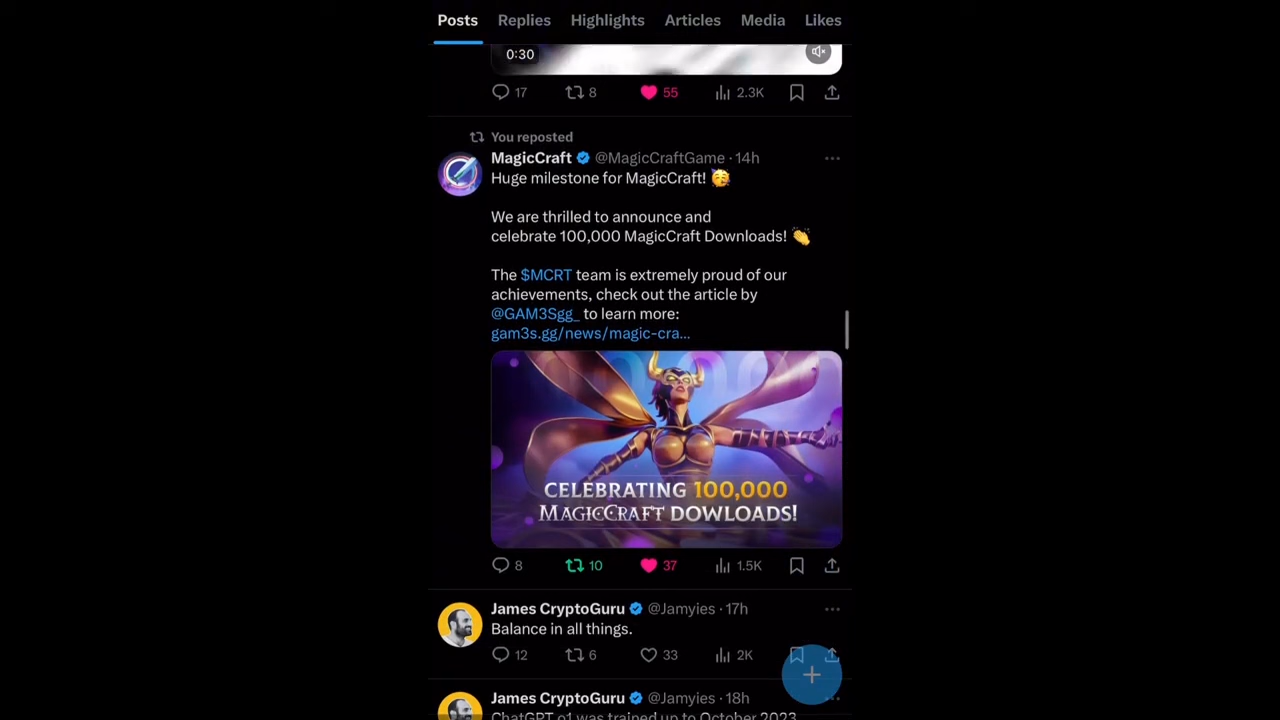 Posts Replies Highlights Articles Media Likes
0:30
17 8 55 2.3K
You reposted
MagicCraft @MagicCraftGame · 14h
Huge milestone for MagicCraft! 🥳
We are thrilled to announce and
celebrate 100,000 MagicCraft Downloads! 👏
The $MCRT team is extremely proud of our
achievements, check out the article by
@GAM3Sgg_ to learn more:
gam3s.gg/news/magic-cra...
CELEBRATING 100,000
MAGICCRAFT DOWLOADS!
8 10 37 1.5K
James CryptoGuru @Jamyies · 17h
Balance in all things.
12 6 33 2K
James CryptoGuru @Jamyies · 18h
ChatGPT o1 was trained up to October 2023